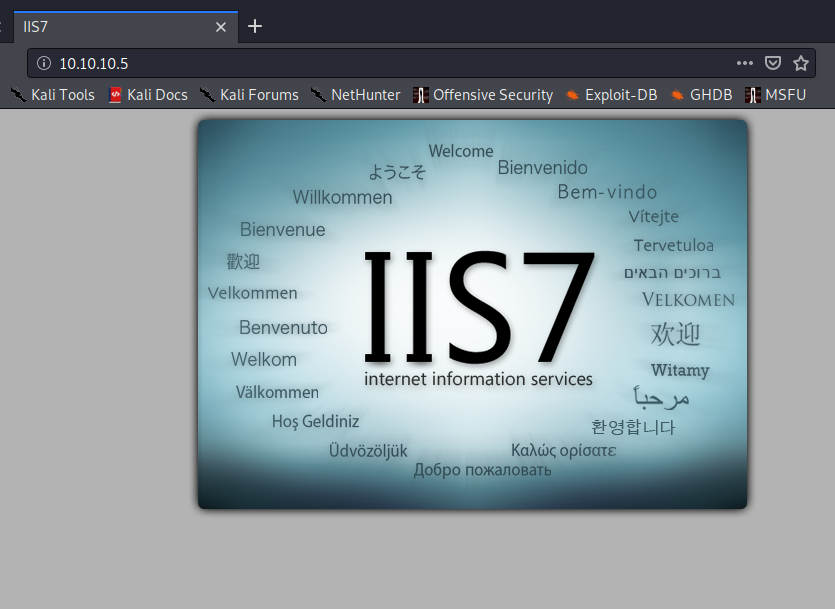 IIS7
10.10.10.5
Kali Tools Kali Docs Kali Forums NetHunter Offensive Security Exploit-DB GHDB MSFU
Welcome
ようこそ
Bienvenido
Willkommen
Bem-vindo
Vítejte
Bienvenue
Tervetuloa
歡迎
ברוכים הבאים
Velkommen
VELKOMEN
IIS7
Benvenuto
欢迎
Welkom
Witamy
internet information services
Välkommen
مرحباً
Hoş Geldiniz
환영합니다
Üdvözöljük
Καλώς ορίσατε
Добро пожаловать